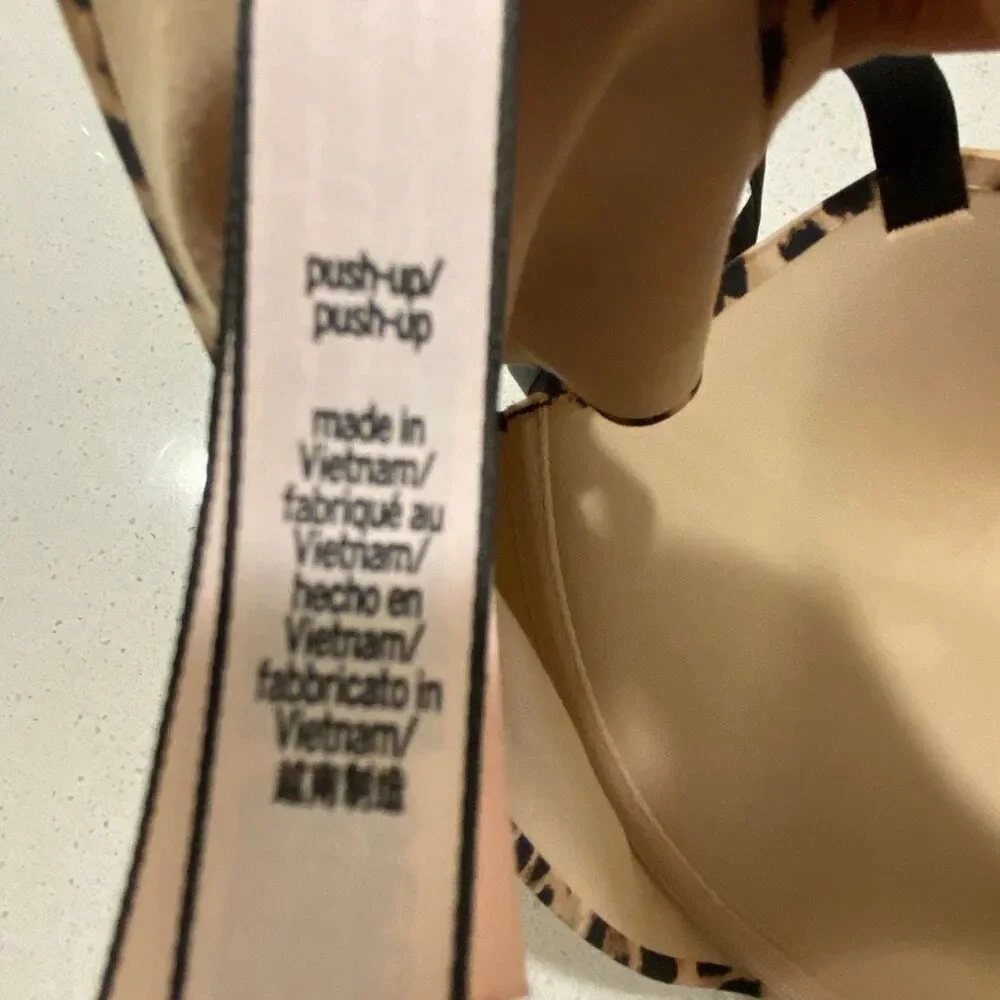 push-up/
push-up
made in
Vietnam/
fabriqué au
Vietnam/
hecho en
Vietnam/
fabbricato in
Vietnam/
越南制造